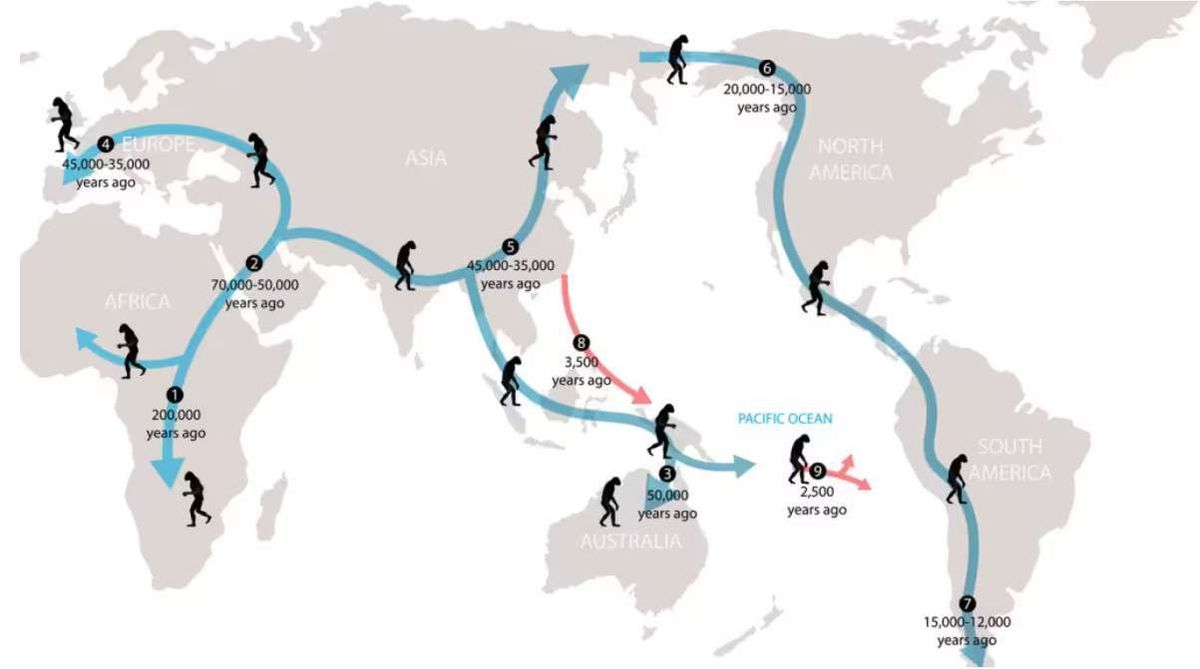 6
20,000-15,000
years ago
4
EUROPE
45,000-35,000
years ago
ASIA
NORTH
AMERICA
5
45,000-35,000
years ago
2
70,000-50,000
years ago
AFRICA
8
3,500
years ago
1
200,000
years ago
PACIFIC OCEAN
SOUTH
AMERICA
9
2,500
years ago
3
50,000
years ago
AUSTRALIA
7
15,000-12,000
years ago